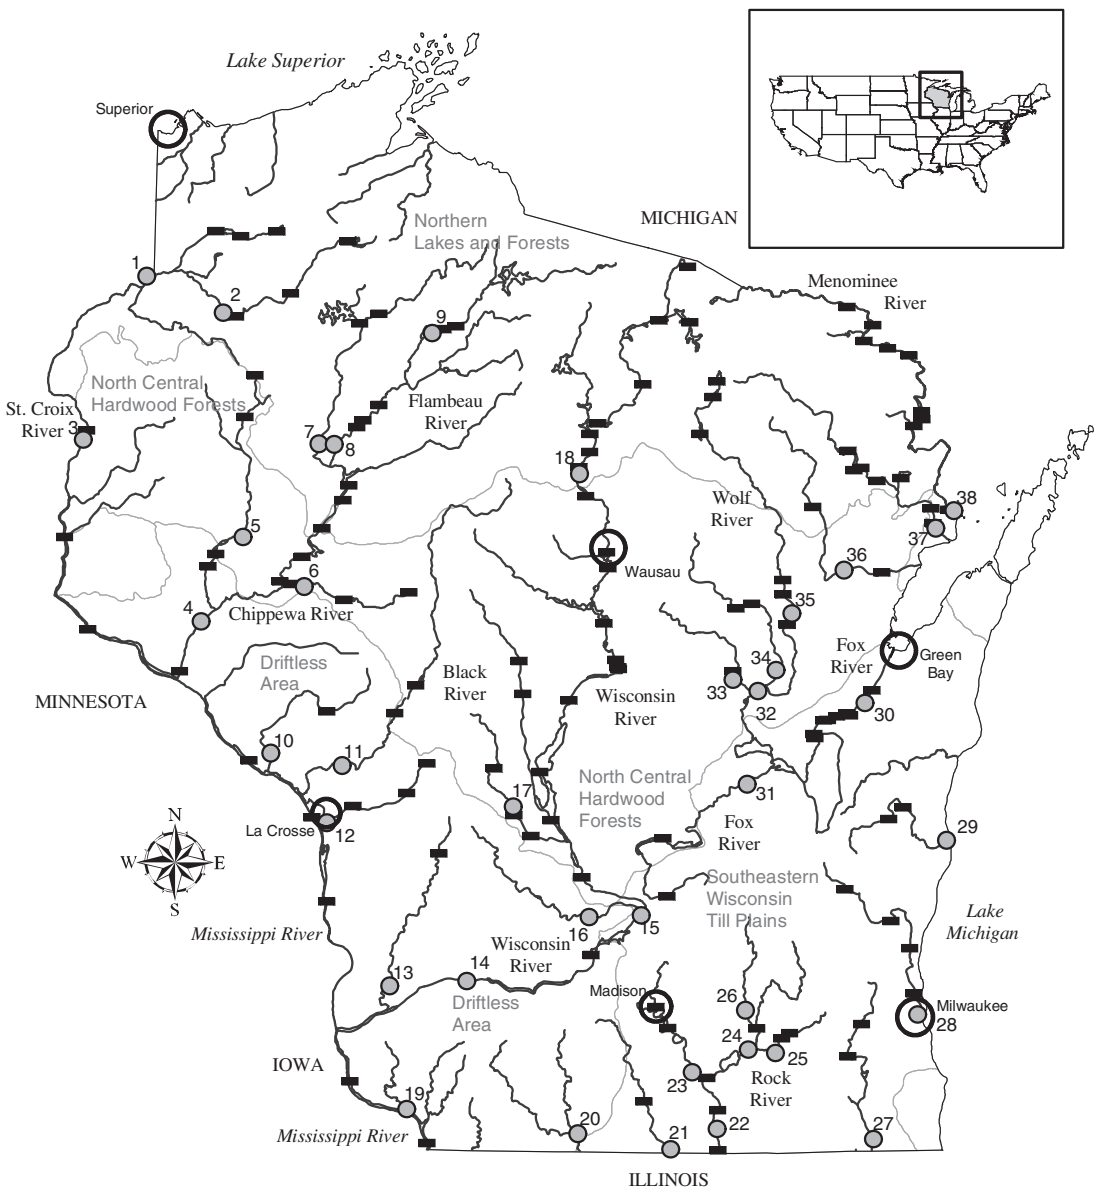 Lake Superior
Superior
MICHIGAN
Northern
Lakes and Forests
1
2
9
Menominee
River
North Central
Hardwood Forests
St. Croix
River
3
Flambeau
River
7
8
18
Wolf
River
38
37
5
36
Wausau
6
Chippewa River
4
35
Driftless
Area
Black
River
34
33
32
Fox
River
Green
Bay
MINNESOTA
Wisconsin
River
30
10
11
North Central
Hardwood
Forests
17
31
La Crosse
12
Fox
River
29
N
W
E
S
Southeastern
Wisconsin
Till Plains
Lake
Michigan
Mississippi River
16
15
Wisconsin
River
13
14
Driftless
Area
Madison
26
Milwaukee
28
24
25
IOWA
23
Rock
River
19
20
21
22
27
Mississippi River
ILLINOIS